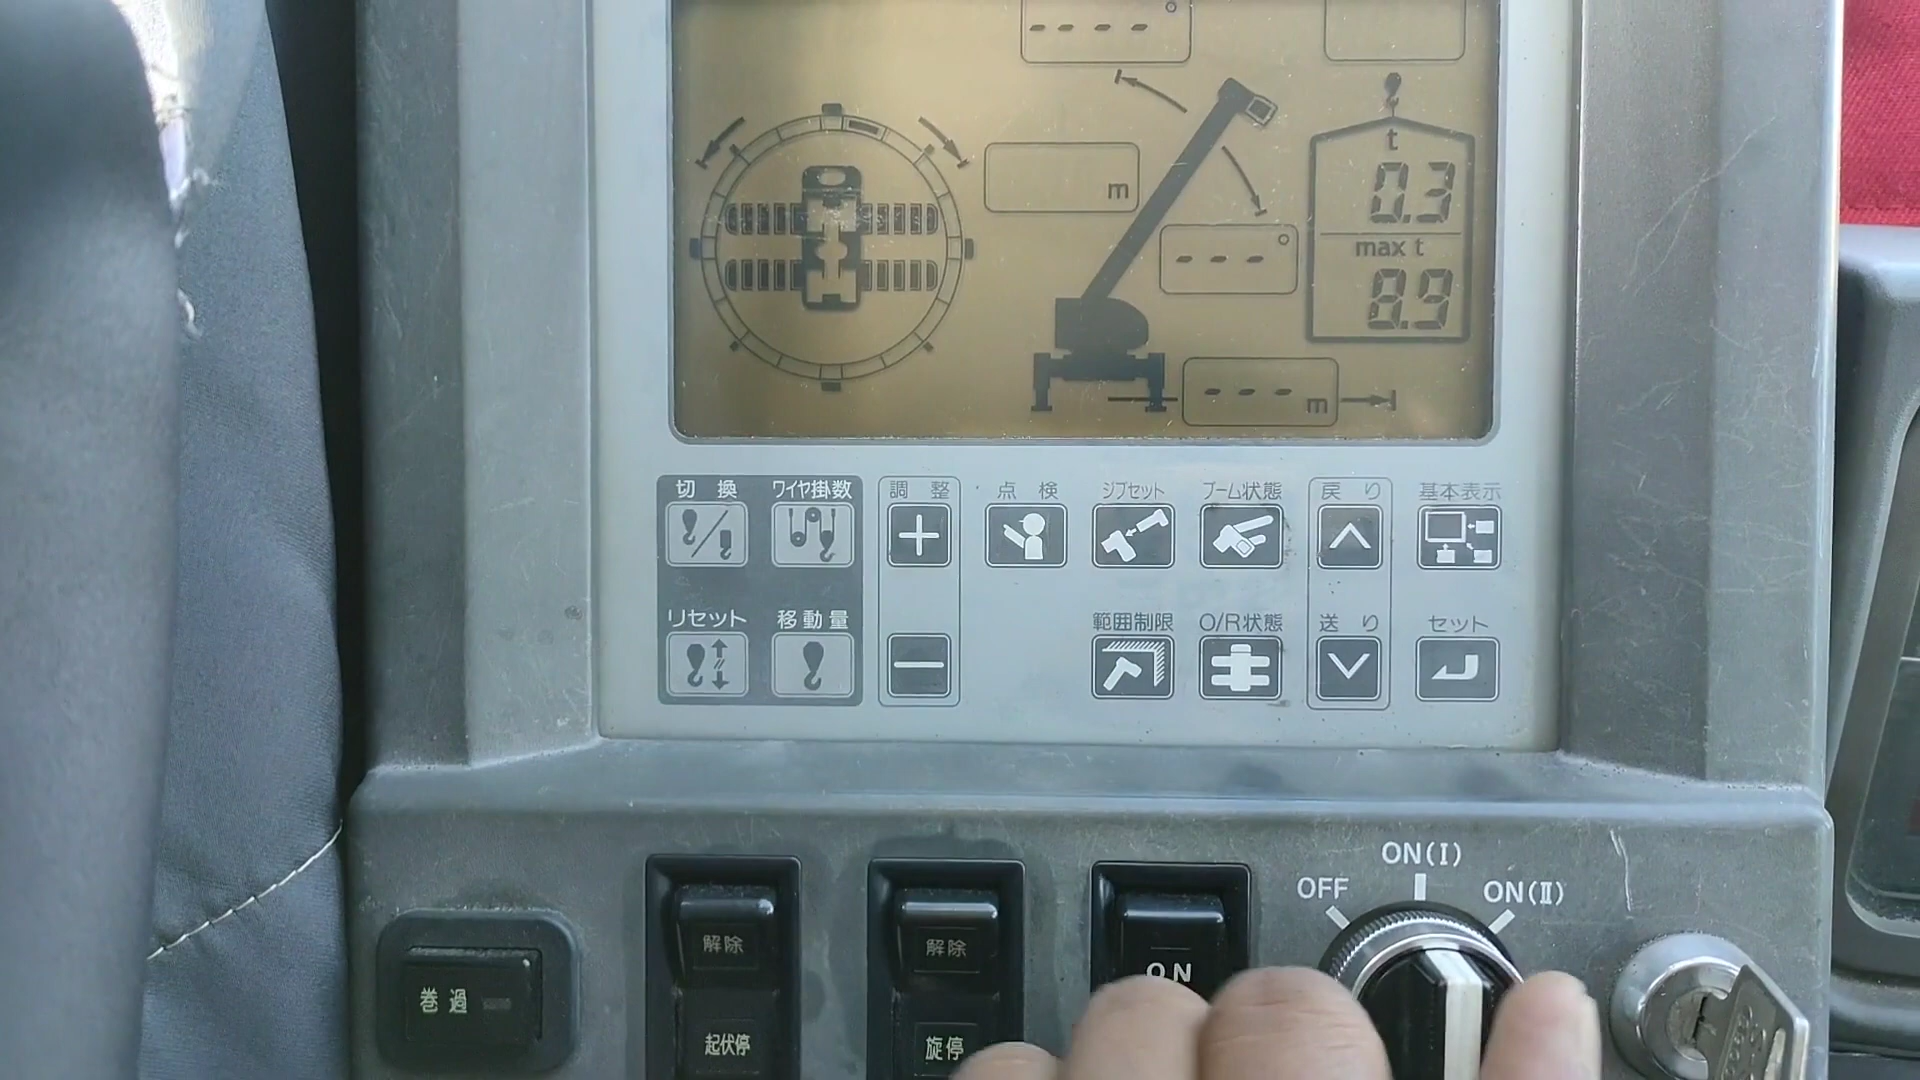 - - - - °
m
t
0.3
- - - °
max t
8.9
- - - m
切換
ワイヤ掛数
調整
点検
ジブセット
ブーム状態
戻り
基本表示
リセット
移動量
範囲制限
O/R状態
送り
セット
ON(I)
OFF
ON(II)
解除
解除
ON
巻過
起伏停
旋停